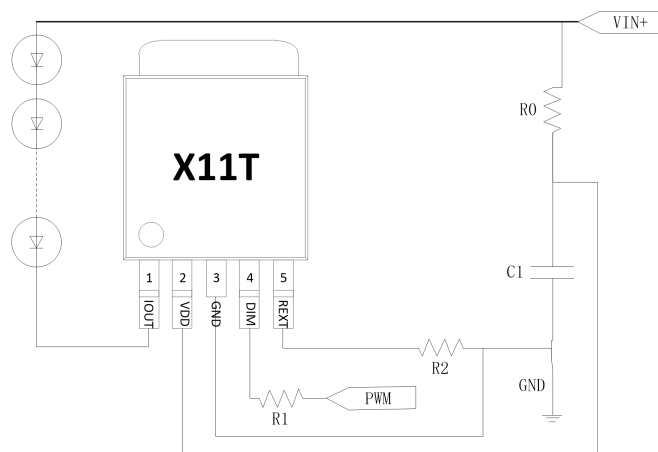 VIN+
R0
X11T
C1
1 2 3 4 5
IOUT VDD GND DIM REXT
R2
GND
PWM
R1